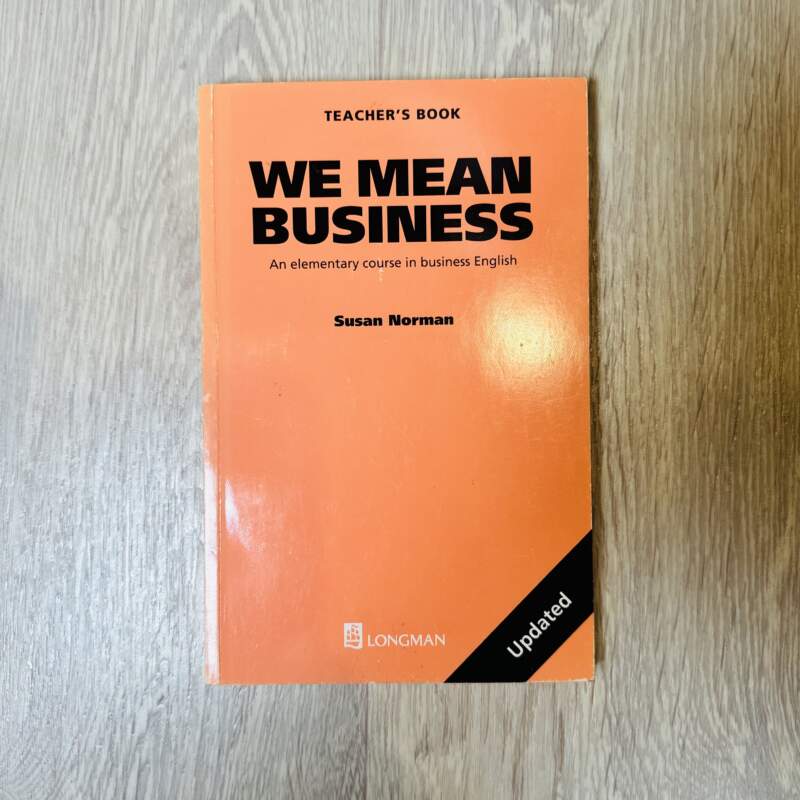 TEACHER'S BOOK
WE MEAN
BUSINESS
An elementary course in business English
Susan Norman
LONGMAN
Updated